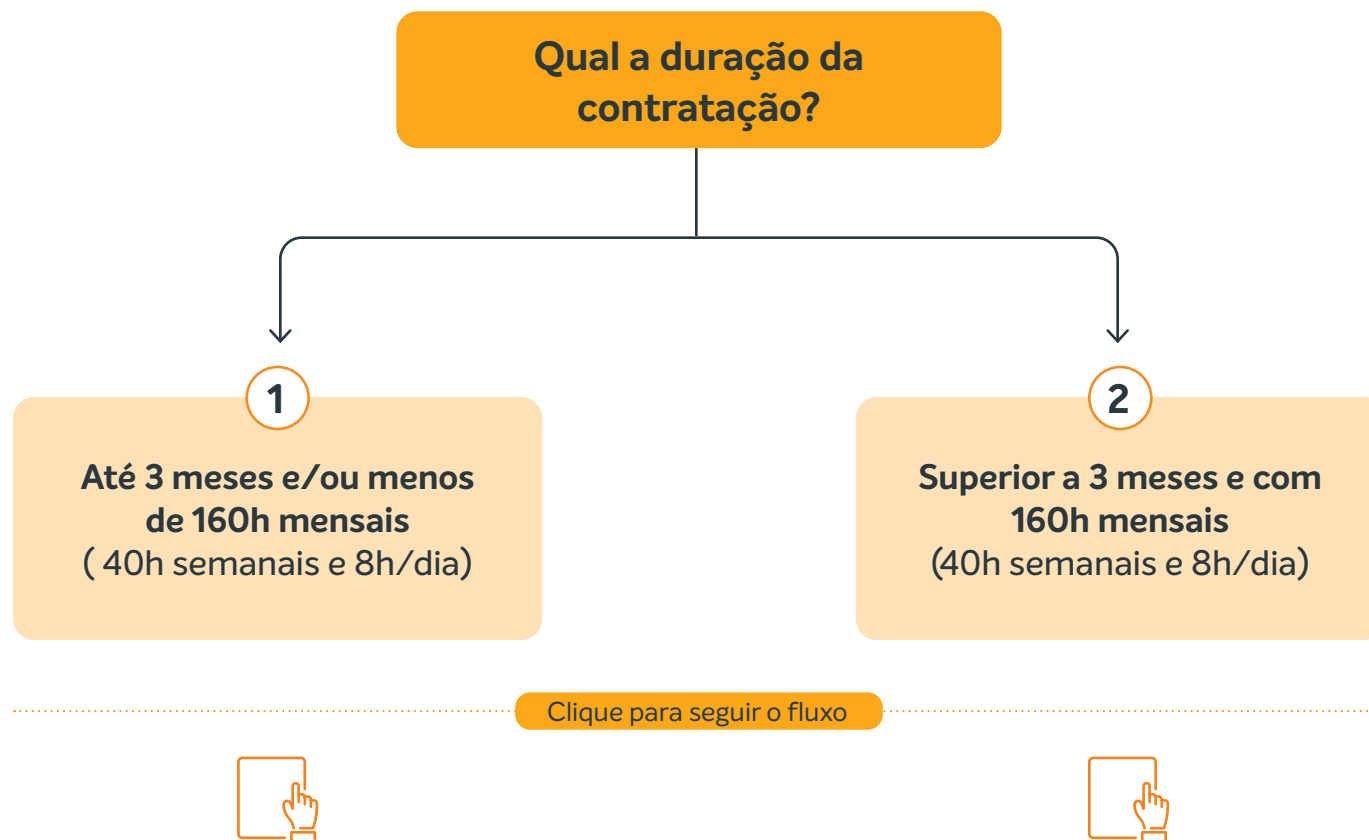 Qual a duração da
contratação?
1
Até 3 meses e/ou menos
de 160h mensais
( 40h semanais e 8h/dia)
2
Superior a 3 meses e com
160h mensais
(40h semanais e 8h/dia)
Clique para seguir o fluxo